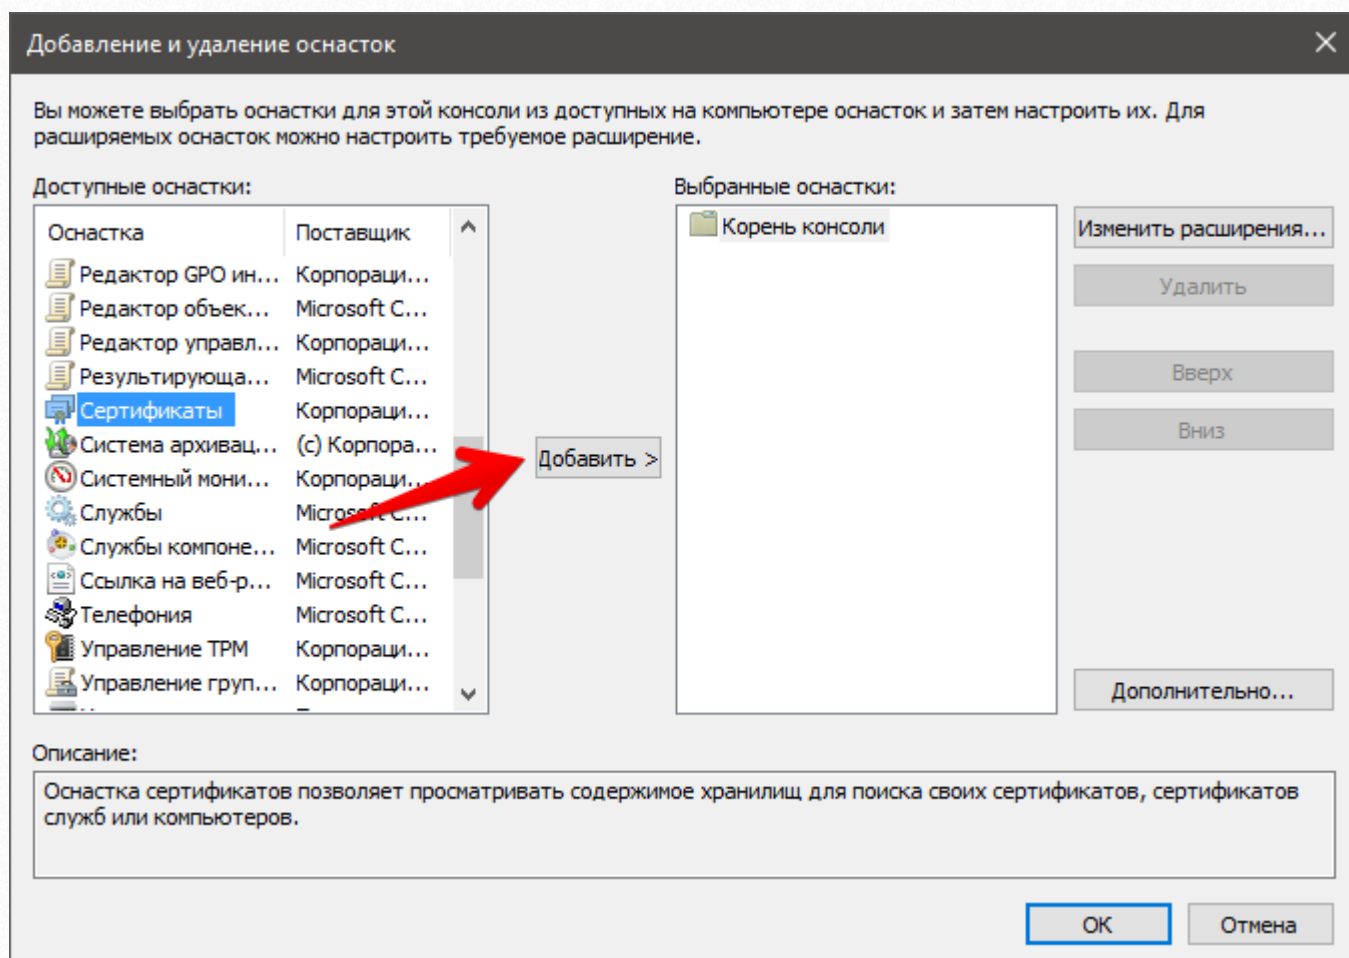 Добавление и удаление оснасток
Вы можете выбрать оснастки для этой консоли из доступных на компьютере оснасток и затем настроить их. Для
расширяемых оснасток можно настроить требуемое расширение.
Доступные оснастки:
Оснастка Поставщик
Редактор GPO ин... Корпораци...
Редактор объек... Microsoft C...
Редактор управл... Корпораци...
Результирующа... Microsoft C...
Сертификаты Корпораци...
Система архивац... (c) Корпора...
Системный мони... Корпораци...
Службы Microsoft C...
Службы компоне... Microsoft C...
Ссылка на веб-р... Microsoft C...
Телефония Microsoft C...
Управление TPM Корпораци...
Управление груп... Корпораци...
Добавить >
Выбранные оснастки:
Корень консоли
Изменить расширения...
Удалить
Вверх
Вниз
Дополнительно...
Описание:
Оснастка сертификатов позволяет просматривать содержимое хранилищ для поиска своих сертификатов, сертификатов
служб или компьютеров.
ОК
Отмена